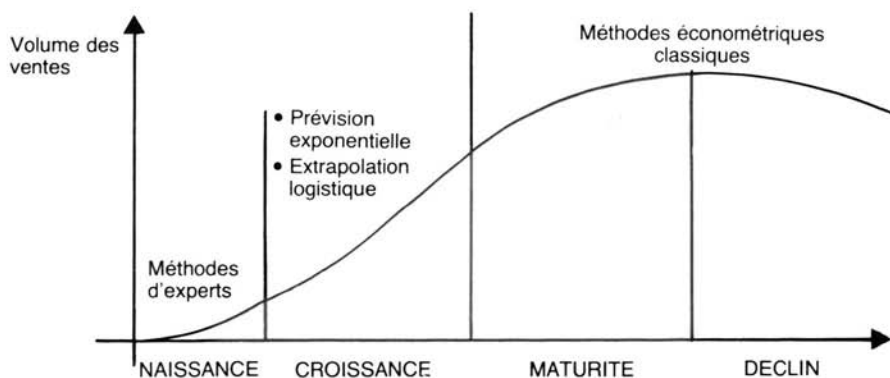 Volume des
ventes
Méthodes économétriques
classiques
• Prévision
exponentielle
• Extrapolation
logistique
Méthodes
d'experts
NAISSANCE
CROISSANCE
MATURITE
DECLIN